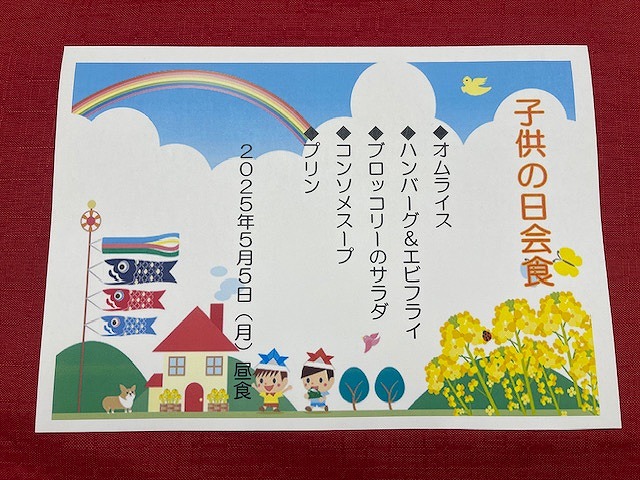 子供の日会食
◆オムライス
◆ハンバーグ&エビフライ
◆ブロッコリーのサラダ
◆コンソメスープ
◆プリン
2025年5月5日（月）昼食